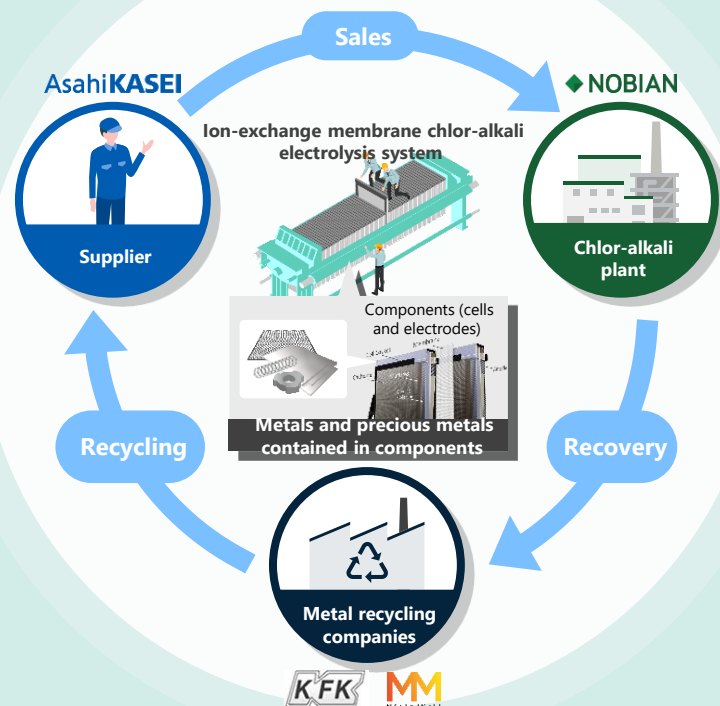 Sales
AsahiKASEI
NOBIAN
Ion-exchange membrane chlor-alkali
electrolysis system
Supplier
Chlor-alkali
plant
Components (cells
and electrodes)
Metals and precious metals
contained in components
Recycling
Recovery
Metal recycling
companies
KFK
MM